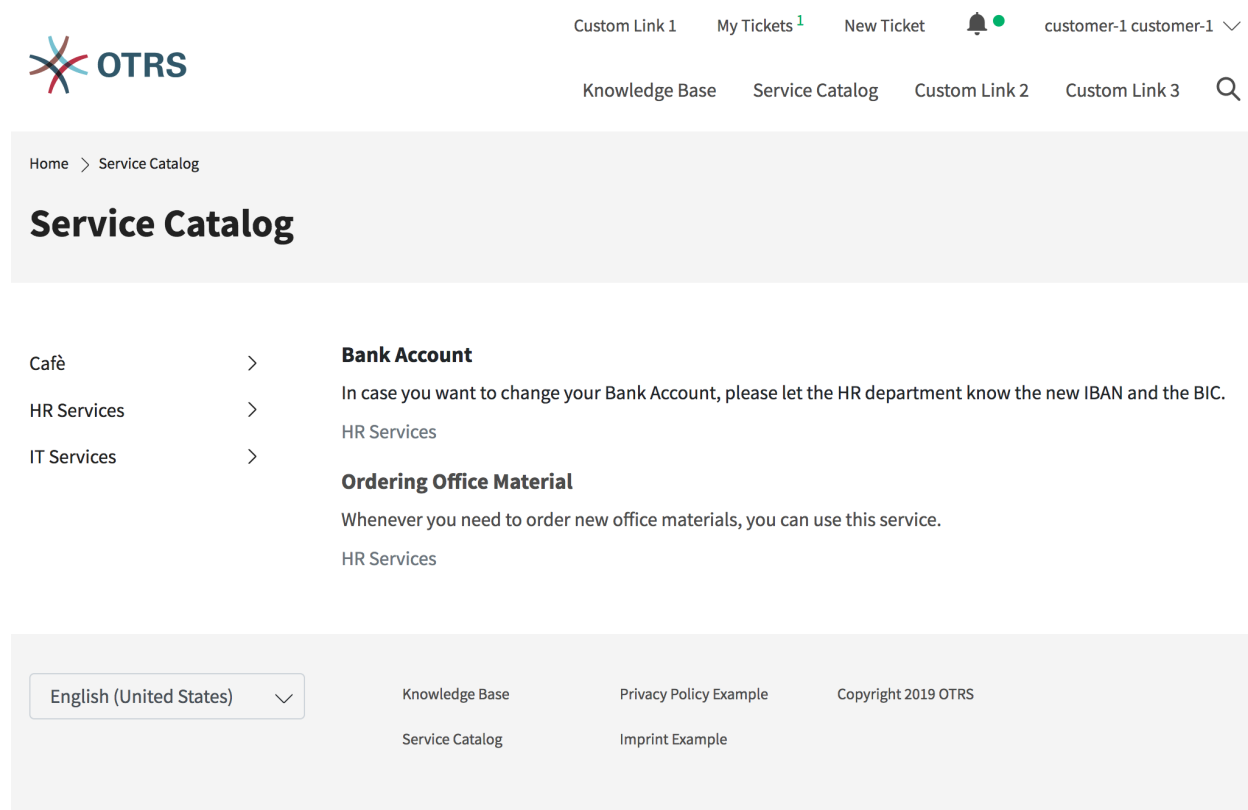 Custom Link 1 My Tickets 1 New Ticket customer-1 customer-1
OTRS
Knowledge Base Service Catalog Custom Link 2 Custom Link 3
Home Service Catalog
Service Catalog
Cafè
HR Services
IT Services
Bank Account
In case you want to change your Bank Account, please let the HR department know the new IBAN and the BIC.
HR Services
Ordering Office Material
Whenever you need to order new office materials, you can use this service.
HR Services
English (United States)
Knowledge Base Privacy Policy Example Copyright 2019 OTRS
Service Catalog Imprint Example